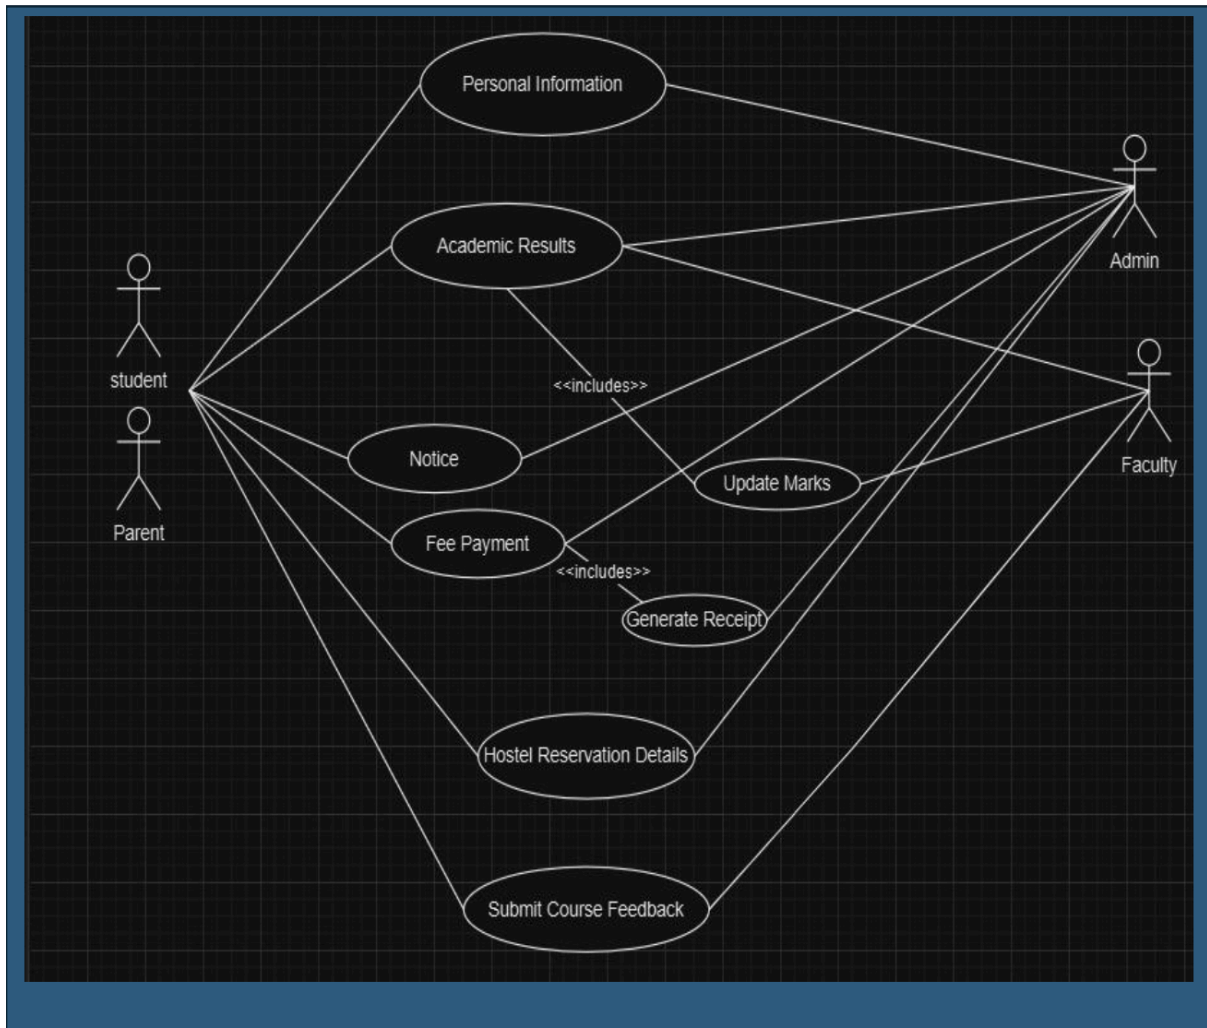 Personal Information
Academic Results
Admin
student
<<includes>>
Notice
Faculty
Update Marks
Parent
Fee Payment
<<includes>>
Generate Receipt
Hostel Reservation Details
Submit Course Feedback